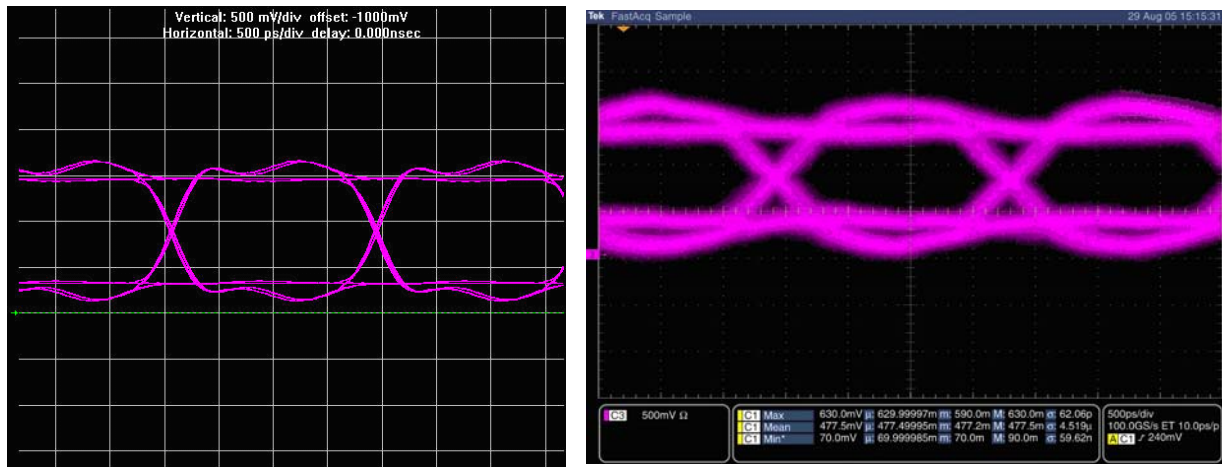 Vertical: 500 mV/div offset: -1000mV
Horizontal: 500 ps/div delay: 0.000nsec
Tek FastAcq Sample 29 Aug 05 15:15:31
C3 500mV Ω
C1 Max 630.0mV µ: 629.99997m m: 590.0m M: 630.0m σ: 62.06p
C1 Mean 477.5mV µ: 477.49995m m: 477.2m M: 477.5m σ: 4.519µ
C1 Min* 70.0mV µ: 69.999985m m: 70.0m M: 90.0m σ: 59.62n
500ps/div
100.0GS/s ET 10.0ps/p
A C1 ƒ 240mV